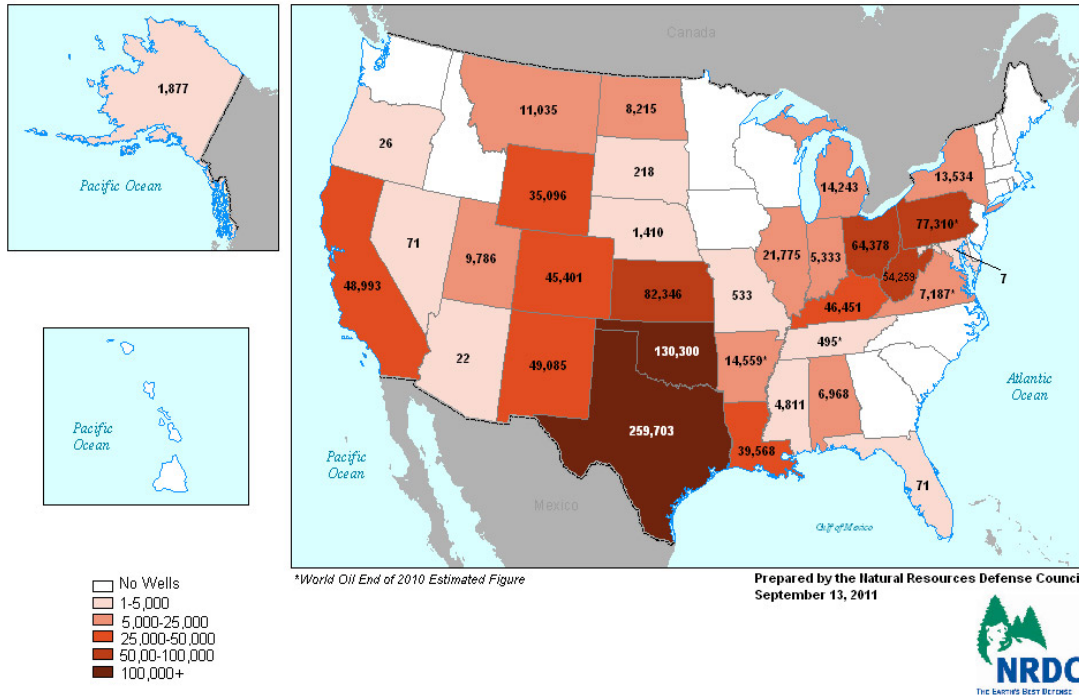 Canada
1,877
Pacific Ocean
11,035
8,215
26
218
35,096
14,243
13,534
77,310*
71
9,786
1,410
64,378
21,775
5,333
54,259
7
48,993
45,401
82,346
533
46,451
7,187*
22
49,085
130,300
14,559*
495*
4,811
6,968
259,703
39,568
71
Pacific
Ocean
Pacific
Ocean
Atlantic
Ocean
Mexico
Gulf of Mexico
No Wells
1-5,000
5,000-25,000
25,000-50,000
50,00-100,000
100,000+
*World Oil End of 2010 Estimated Figure
Prepared by the Natural Resources Defense Counci
September 13, 2011
NRDC
THE EARTH'S BEST DEFENSE